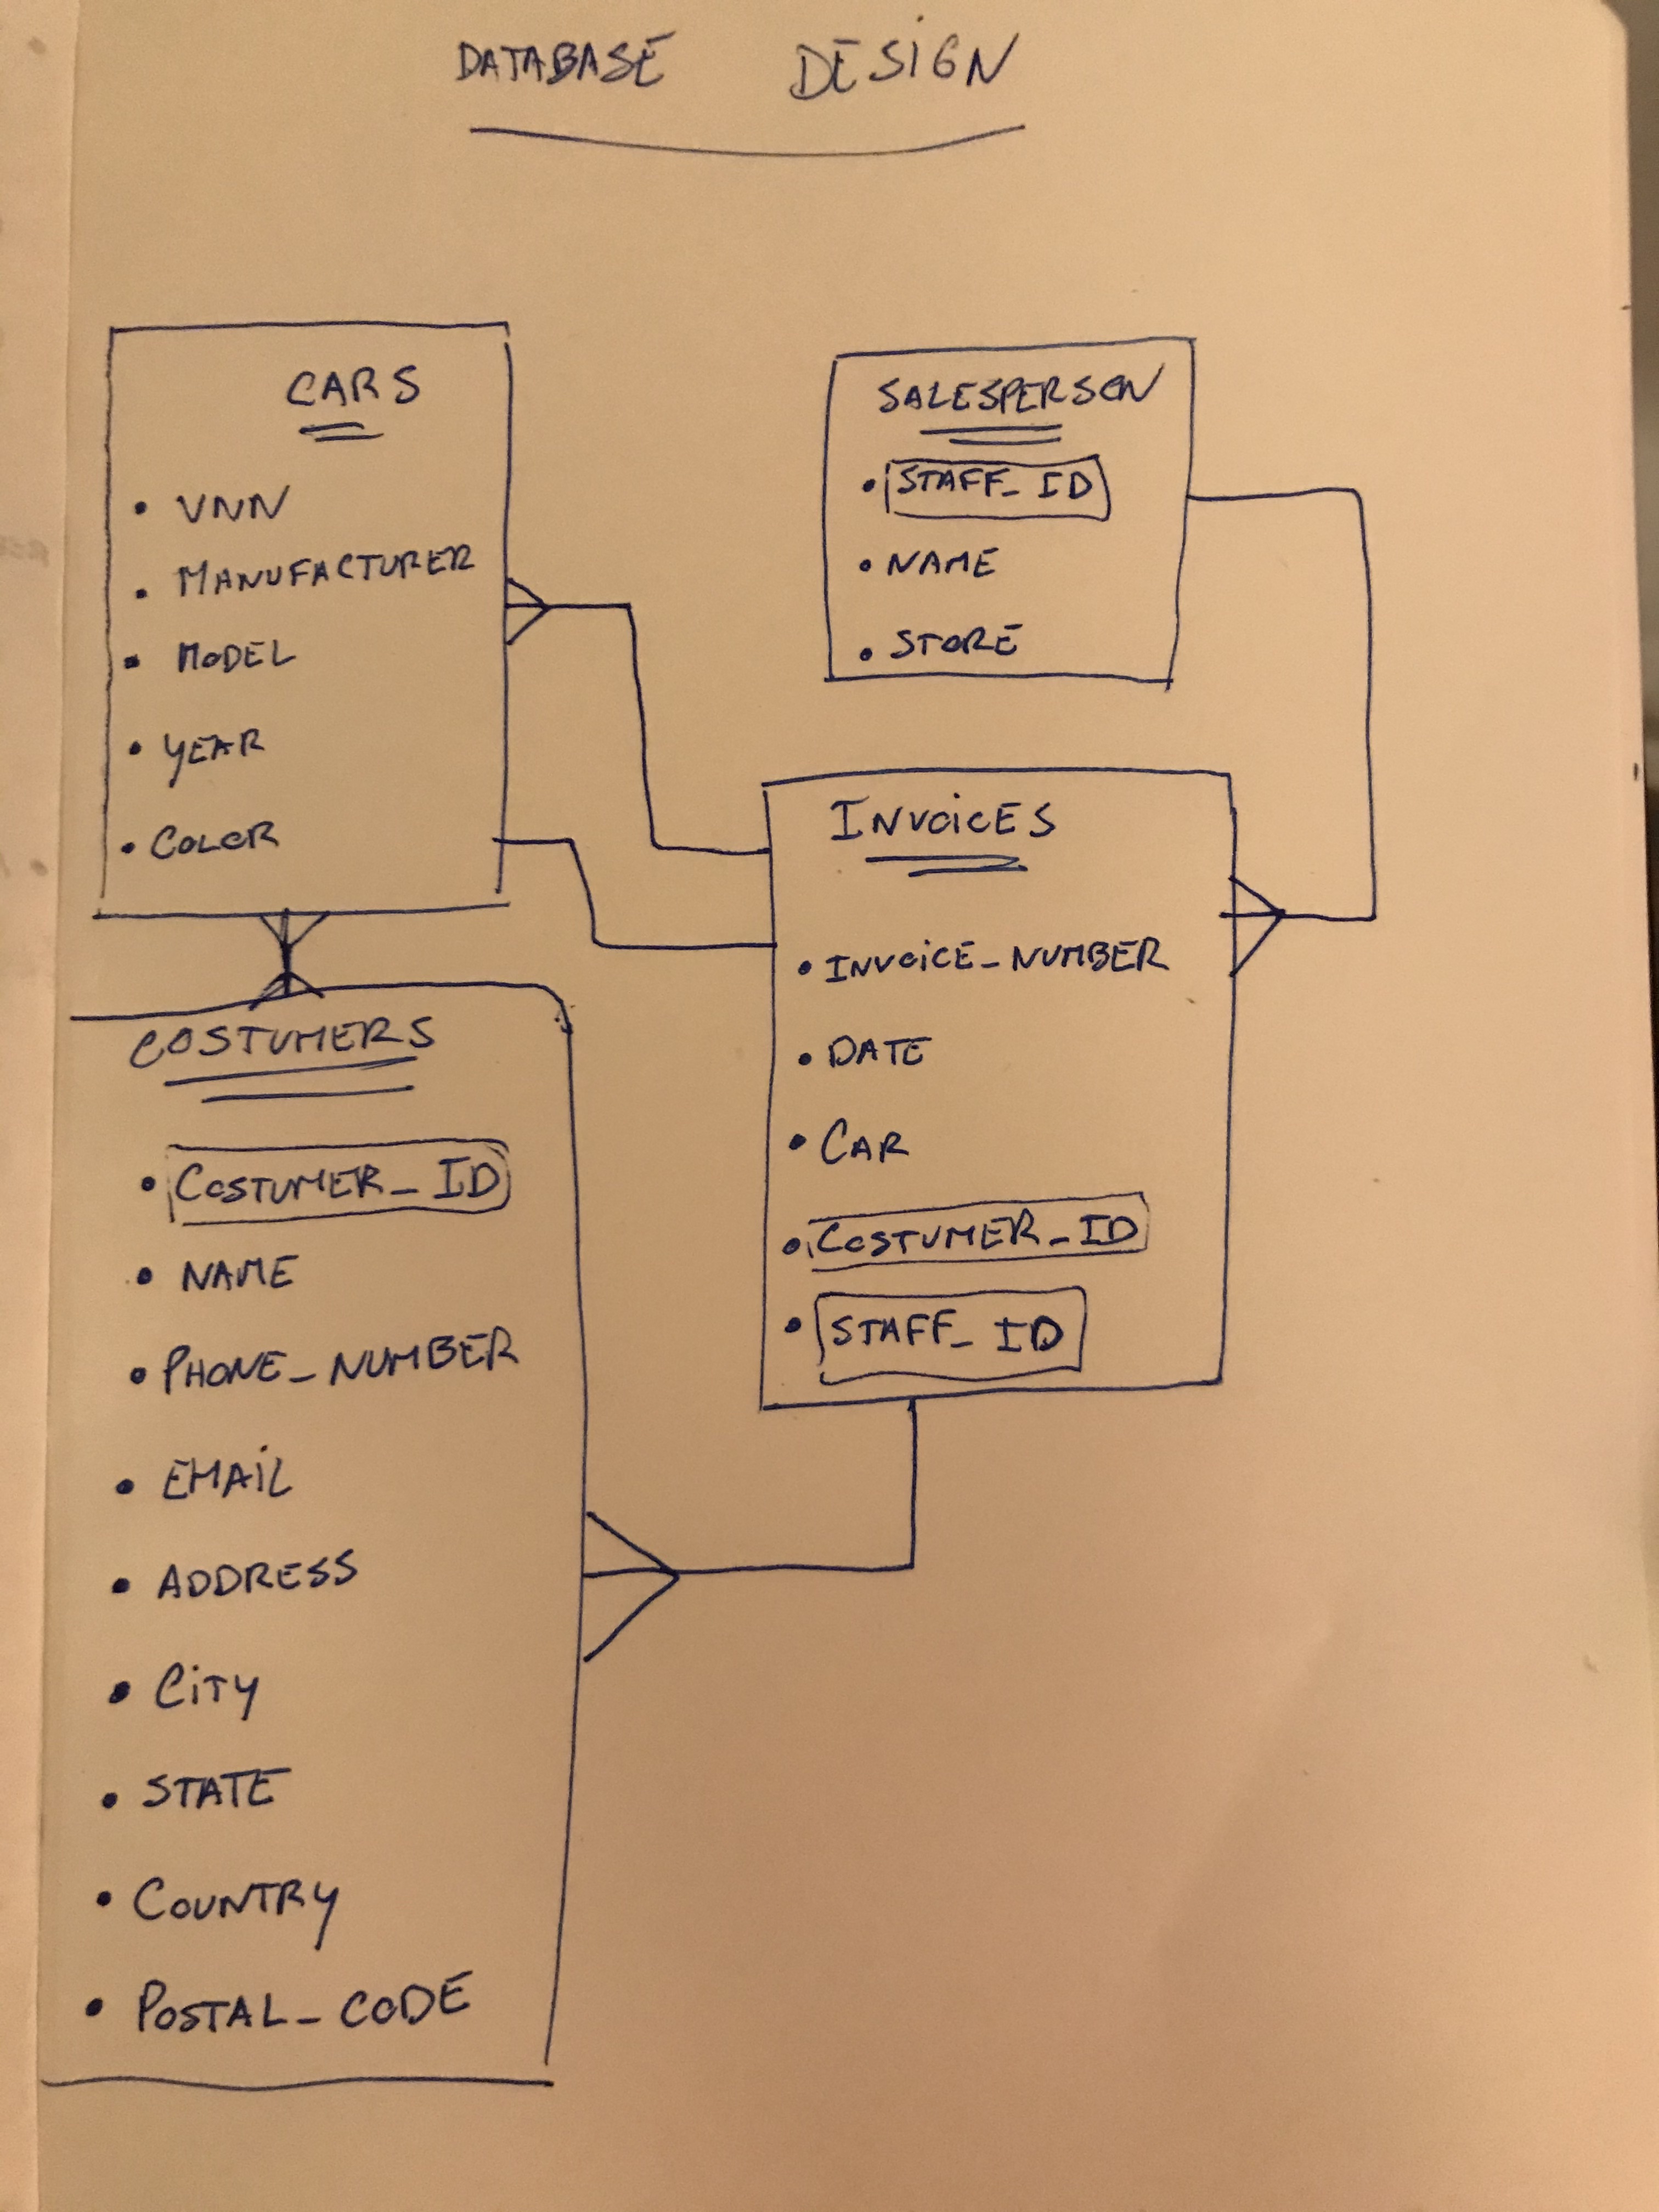 DATABASE DESIGN
CARS
• VNN
• MANUFACTURER
• MODEL
• YEAR
• COLOR
SALESPERSON
• STAFF_ID
• NAME
• STORE
INVOICES
• INVOICE_NUMBER
• DATE
• CAR
• COSTUMER_ID
• STAFF_ID
COSTUMERS
• COSTUMER_ID
• NAME
• PHONE_NUMBER
• EMAIL
• ADDRESS
• CITY
• STATE
• COUNTRY
• POSTAL_CODE